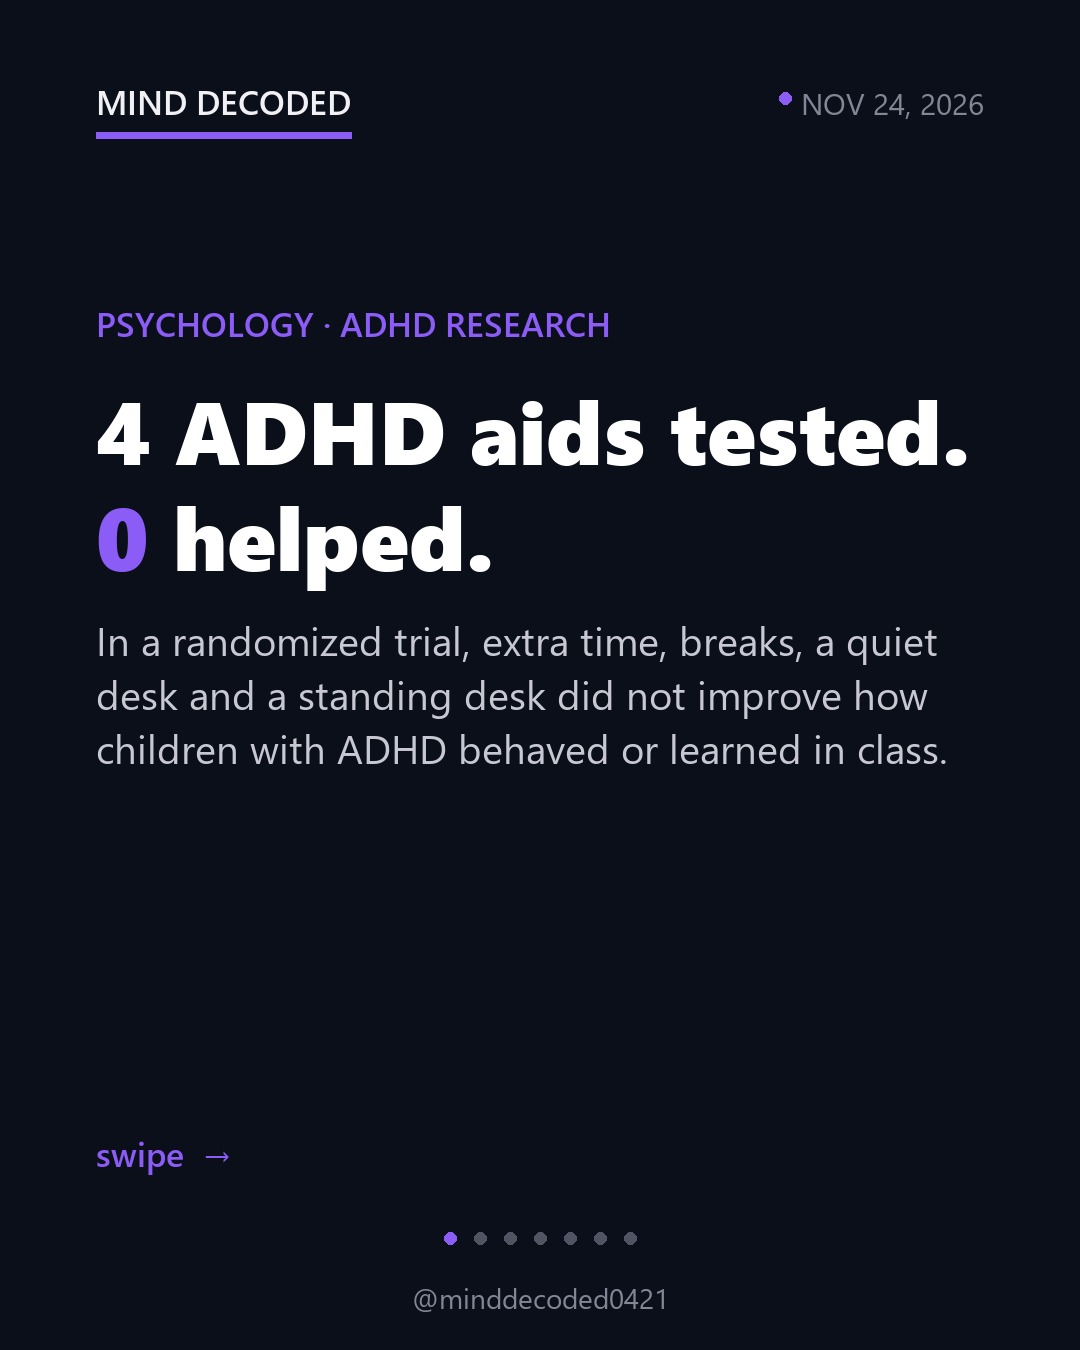 MIND DECODED
NOV 24, 2026
PSYCHOLOGY · ADHD RESEARCH
4 ADHD aids tested.
0 helped.
In a randomized trial, extra time, breaks, a quiet
desk and a standing desk did not improve how
children with ADHD behaved or learned in class.
swipe →
@minddecoded0421